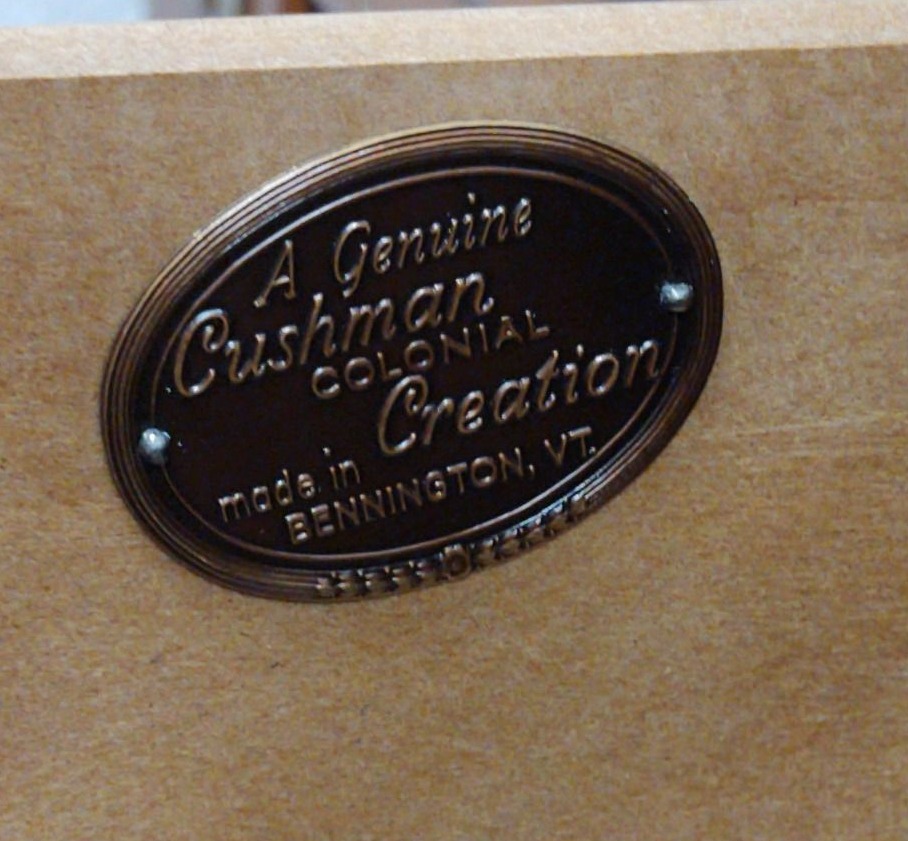 A Genuine
Cushman
COLONIAL
Creation
made in
BENNINGTON, VT.